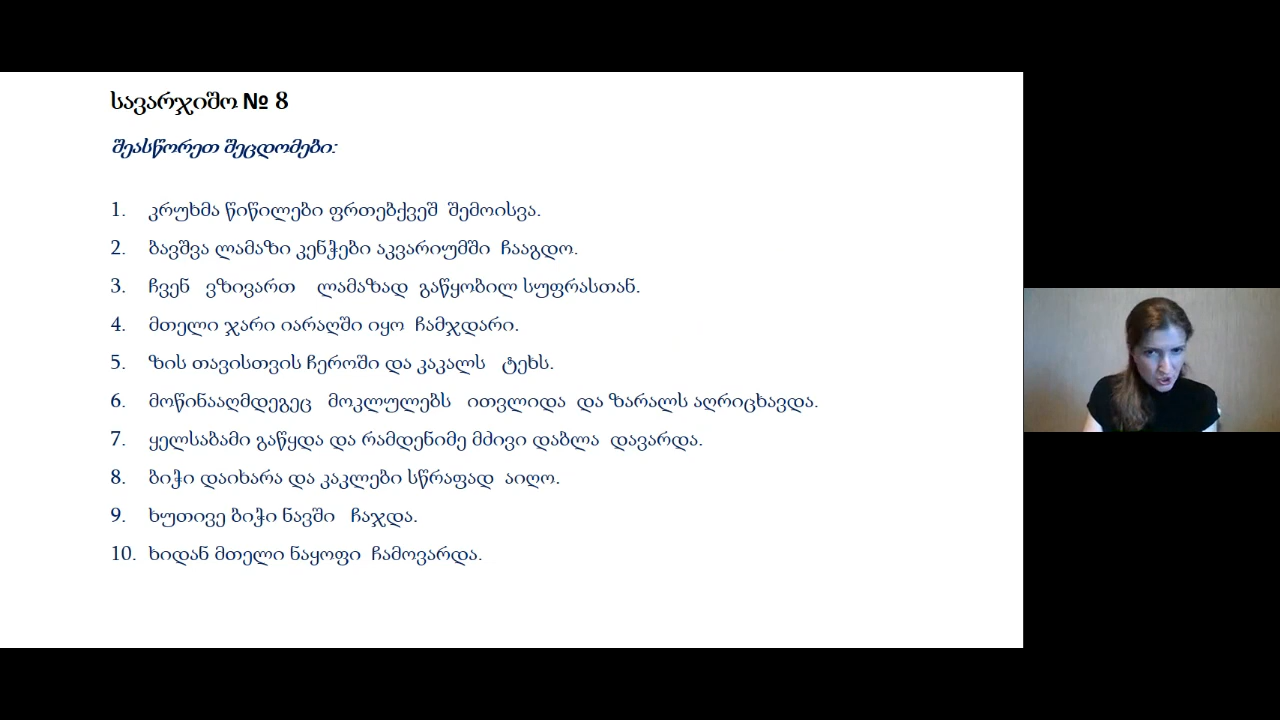 სავარჯიშო № 8
შეასწორეთ შეცდომები:
1. კრუხმა წიწილები ფრთებქვეშ შემოისვა.
2. ბავშვა ლამაზი კენჭები აკვარიუმში ჩააგდო.
3. ჩვენ ვზივართ ლამაზად გაწყობილ სუფრასთან.
4. მთელი ჯარი იარაღში იყო ჩამჯდარი.
5. ზის თავისთვის ჩეროში და კაკალს ტეხს.
6. მოწინააღმდეგეც მოკლულებს ითვლიდა და ზარალს აღრიცხავდა.
7. ყელსაბამი გაწყდა და რამდენიმე მძივი დაბლა დავარდა.
8. ბიჭი დაიხარა და კაკლები სწრაფად აიღო.
9. ხუთივე ბიჭი ნავში ჩაჯდა.
10. ხიდან მთელი ნაყოფი ჩამოვარდა.